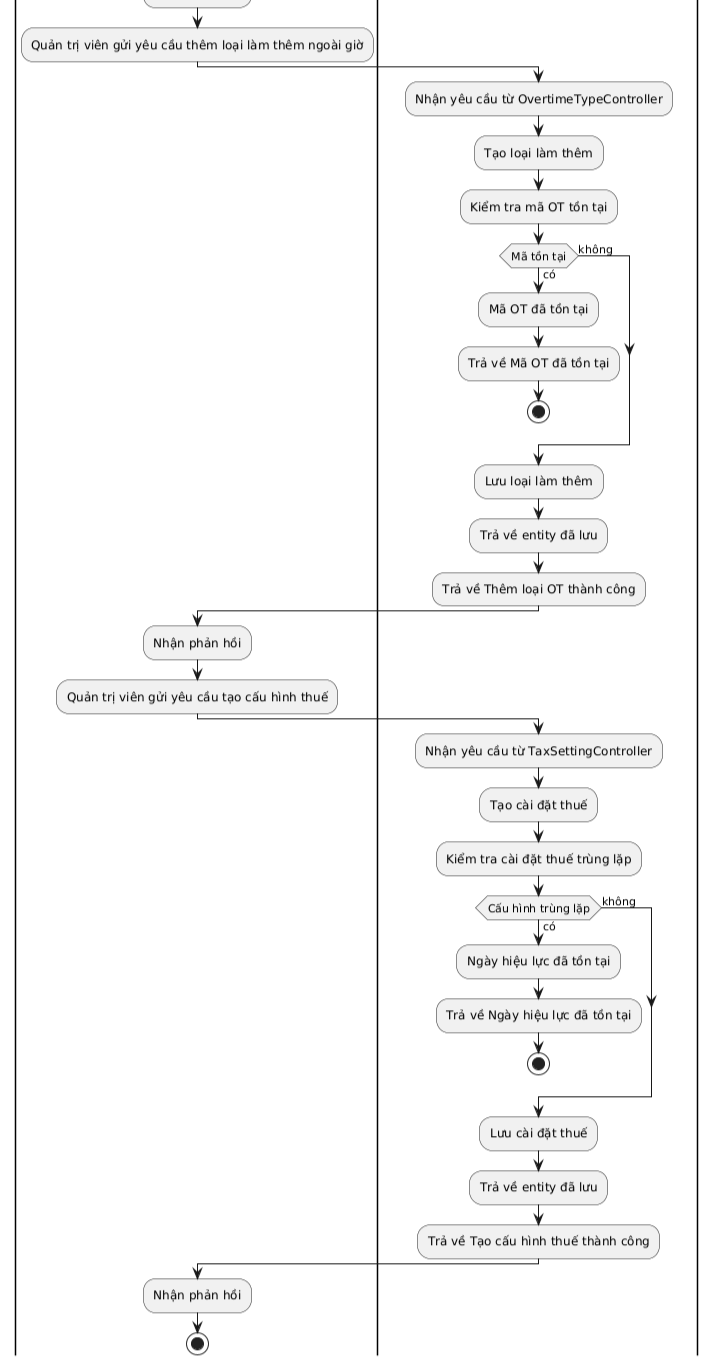 Quản trị viên gửi yêu cầu thêm loại làm thêm ngoài giờ
Nhận yêu cầu từ OvertimeTypeController
Tạo loại làm thêm
Kiểm tra mã OT tồn tại
Mã tồn tại
không
có
Mã OT đã tồn tại
Trả về Mã OT đã tồn tại
Lưu loại làm thêm
Trả về entity đã lưu
Trả về Thêm loại OT thành công
Nhận phản hồi
Quản trị viên gửi yêu cầu tạo cấu hình thuế
Nhận yêu cầu từ TaxSettingController
Tạo cài đặt thuế
Kiểm tra cài đặt thuế trùng lặp
Cấu hình trùng lặp
không
có
Ngày hiệu lực đã tồn tại
Trả về Ngày hiệu lực đã tồn tại
Lưu cài đặt thuế
Trả về entity đã lưu
Trả về Tạo cấu hình thuế thành công
Nhận phản hồi